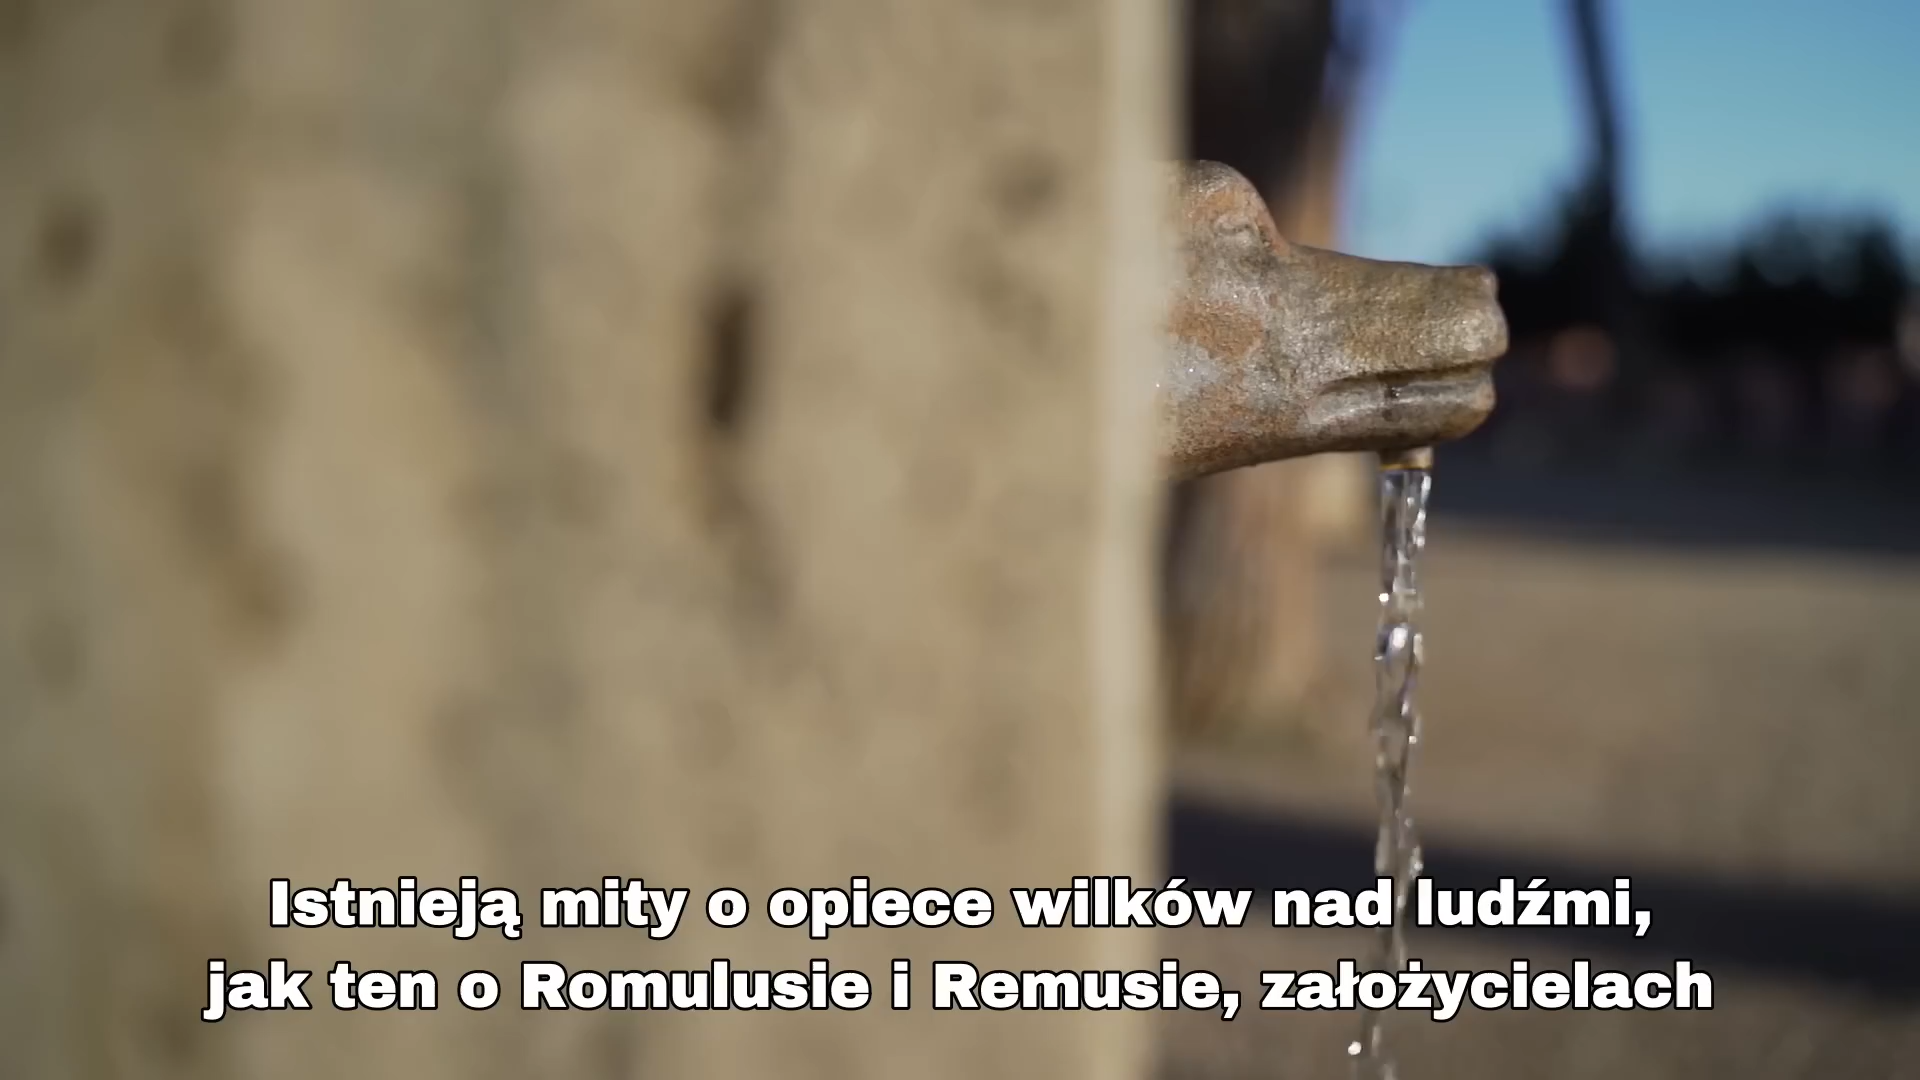 Istnieją mity o opiece wilków nad ludźmi,
jak ten o Romulusie i Remusie, założycielach